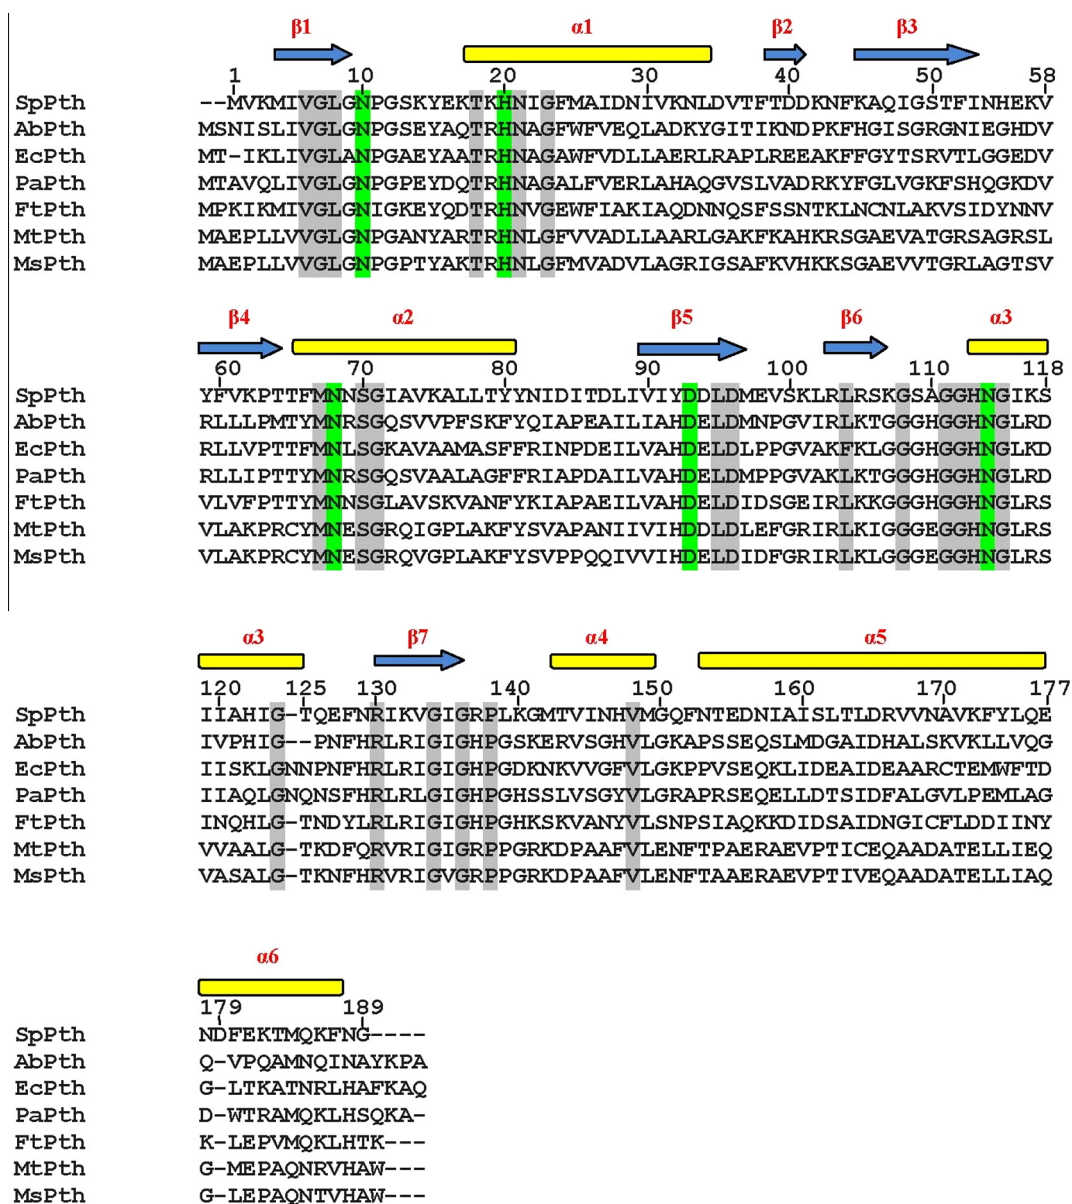 β1 α1 β2 β3
1 10 20 30 40 50 58
SpPth --MVKMIVGLGNPGSKYEKTKHNIGFMAIDNIVKNLDVTFTDDKNFKAQIGSTFINHEKV
AbPth MSNISLIVGLGNPGSEYAQTRHNAGFWFVEQLADKYGITIKNDPKFHGISGRGNIEGHDV
EcPth MT-IKLIVGLANPGAEYAATRHNAGAWFVDLLAERLRAPLREEAKFFGYTSRVTLGGEDV
PaPth MTAVQLIVGLGNPGPEYDQTRHNAGALFVERLAHAQGVSLVADRKYFGLVGKFSHQGKDV
FtPth MPKIKMIVGLGNIGKEYQDTRHNVGEWFIAKIAQDNNQSFSSNTKLNCNLAKVSIDYNNV
MtPth MAEPLLVVGLGNPGANYARTRHNLGFVVADLLAARLGAKFKAHKRSGAEVATGRSAGRSL
MsPth MAEPLLVVGLGNPGPTYAKTRHNLGFMVADVLAGRIGSAFKVHKKSGAEVVTGRLAGTSV
β4 α2 β5 β6 α3
60 70 80 90 100 110 118
SpPth YFVKPTTFMNNSGIAVKALLTYYNIDITDLIVIYDDLDMEVSKLRLRSKGSAGGHNGIKS
AbPth RLLLPMTYMNRSGQSVVPFSKFYQIAPEAILIAHDELDMNPGVIRLKTGGGHGGHNGLRD
EcPth RLLVPTTFMNLSGKAVAAMASFFRINPDEILVAHDELDLPPGVAKFKLGGGHGGHNGLKD
PaPth RLLIPTTYMNRSGQSVAALAGFFRIAPDAILVAHDELDMPPGVAKLKTGGGHGGHNGLRD
FtPth VLVFPTTYMNNSGLAVSKVANFYKIAPAEILVAHDELDIDSGEIRLKKGGGHGGHNGLRS
MtPth VLAKPRCYMNESGRQIGPLAKFYSVAPANIIVIHDDLDLEFGRIRLKIGGGEGGHNGLRS
MsPth VLAKPRCYMNESGRQVGPLAKFYSVPPQQIVVIHDELDIDFGRIRLKLGGGEGGHNGLRS
α3 β7 α4 α5
120 125 130 140 150 160 170 177
SpPth IIAHIG-TQEFNRIKVGIGRPLKGMTVINHVMGQFNTEDNIAISLTLDRVVNAVKFYLQE
AbPth IVPHIG--PNFHRLRIGIGHPGSKERVSGHVLGKAPSSEQSLMDGAIDHALSKVKLLVQG
EcPth IISKLGNNPNFHRLRIGIGHPGDKNKVVGFVLGKPPVSEQKLIDEAIDEAARCTEMWFTD
PaPth IIAQLGNQNSFHRLRLGIGHPGHSSLVSGYVLGRAPRSEQELLDTSIDFALGVLPEMLAG
FtPth INQHLG-TNDYLRLRIGIGHPGHKSKVANYVLSNPSIAQKKDIDSAIDNGICFLDDIINY
MtPth VVAALG-TKDFQRVRIGIGRPPGRKDPAAFVLENFTPAERAEVPTICEQAADATELLIEQ
MsPth VASALG-TKNFHRVRIGVGRPPGRKDPAAFVLENFTAAERAEVPTIVEQAADATELLIAQ
α6
179 189
SpPth NDFEKTMQKFNG----
AbPth Q-VPQAMNQINAYKPA
EcPth G-LTKATNRLHAFKAQ
PaPth D-WTRAMQKLHSQKA-
FtPth K-LEPVMQKLHTK---
MtPth G-MEPAQNRVHAW---
MsPth G-LEPAQNTVHAW---